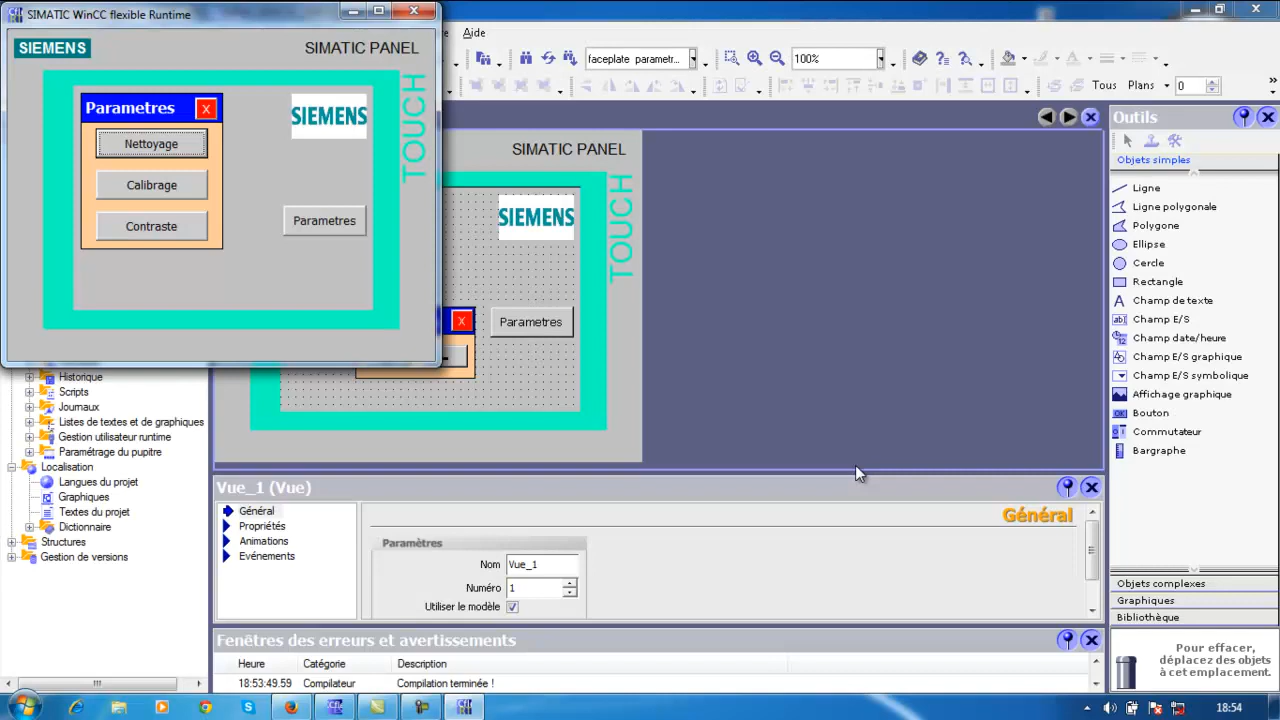 SIMATIC WinCC flexible Runtime
SIEMENS
SIMATIC PANEL
TOUCH
Parametres
X
Nettoyage
Calibrage
Contraste
SIEMENS
Parametres
Aide
faceplate parametr...
100%
Tous
Plans
0
SIMATIC PANEL
TOUCH
SIEMENS
Parametres
X
Outils
Objets simples
Ligne
Ligne polygonale
Polygone
Ellipse
Cercle
Rectangle
Champ de texte
Champ E/S
Champ date/heure
Champ E/S graphique
Champ E/S symbolique
Affichage graphique
Bouton
Commutateur
Bargraphe
Objets complexes
Graphiques
Bibliothèque
Pour effacer,
déplacez des objets
à cet emplacement.
Historique
Scripts
Journaux
Listes de textes et de graphiques
Gestion utilisateur runtime
Paramétrage du pupitre
Localisation
Langues du projet
Graphiques
Textes du projet
Dictionnaire
Structures
Gestion de versions
Vue_1 (Vue)
Général
Propriétés
Animations
Evénements
Général
Paramètres
Nom Vue_1
Numéro 1
Utiliser le modèle
Fenêtres des erreurs et avertissements
Heure Catégorie Description
18:53:49.59 Compilateur Compilation terminée !
18:54